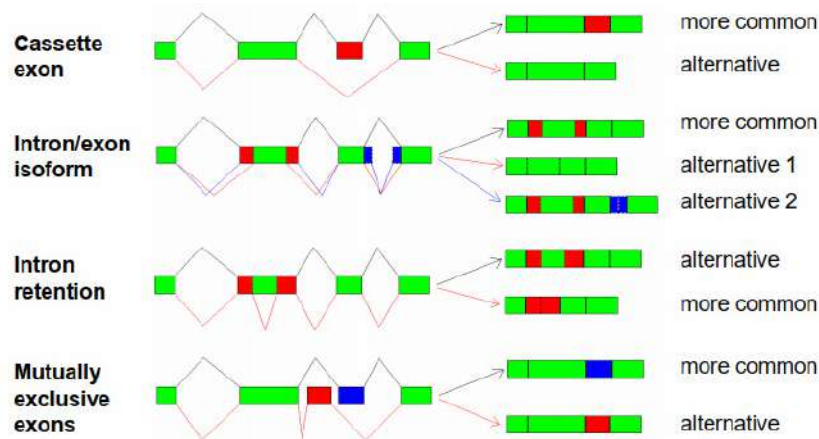 Cassette
exon
more common
alternative
Intron/exon
isoform
more common
alternative 1
alternative 2
Intron
retention
alternative
more common
Mutually
exclusive
exons
more common
alternative